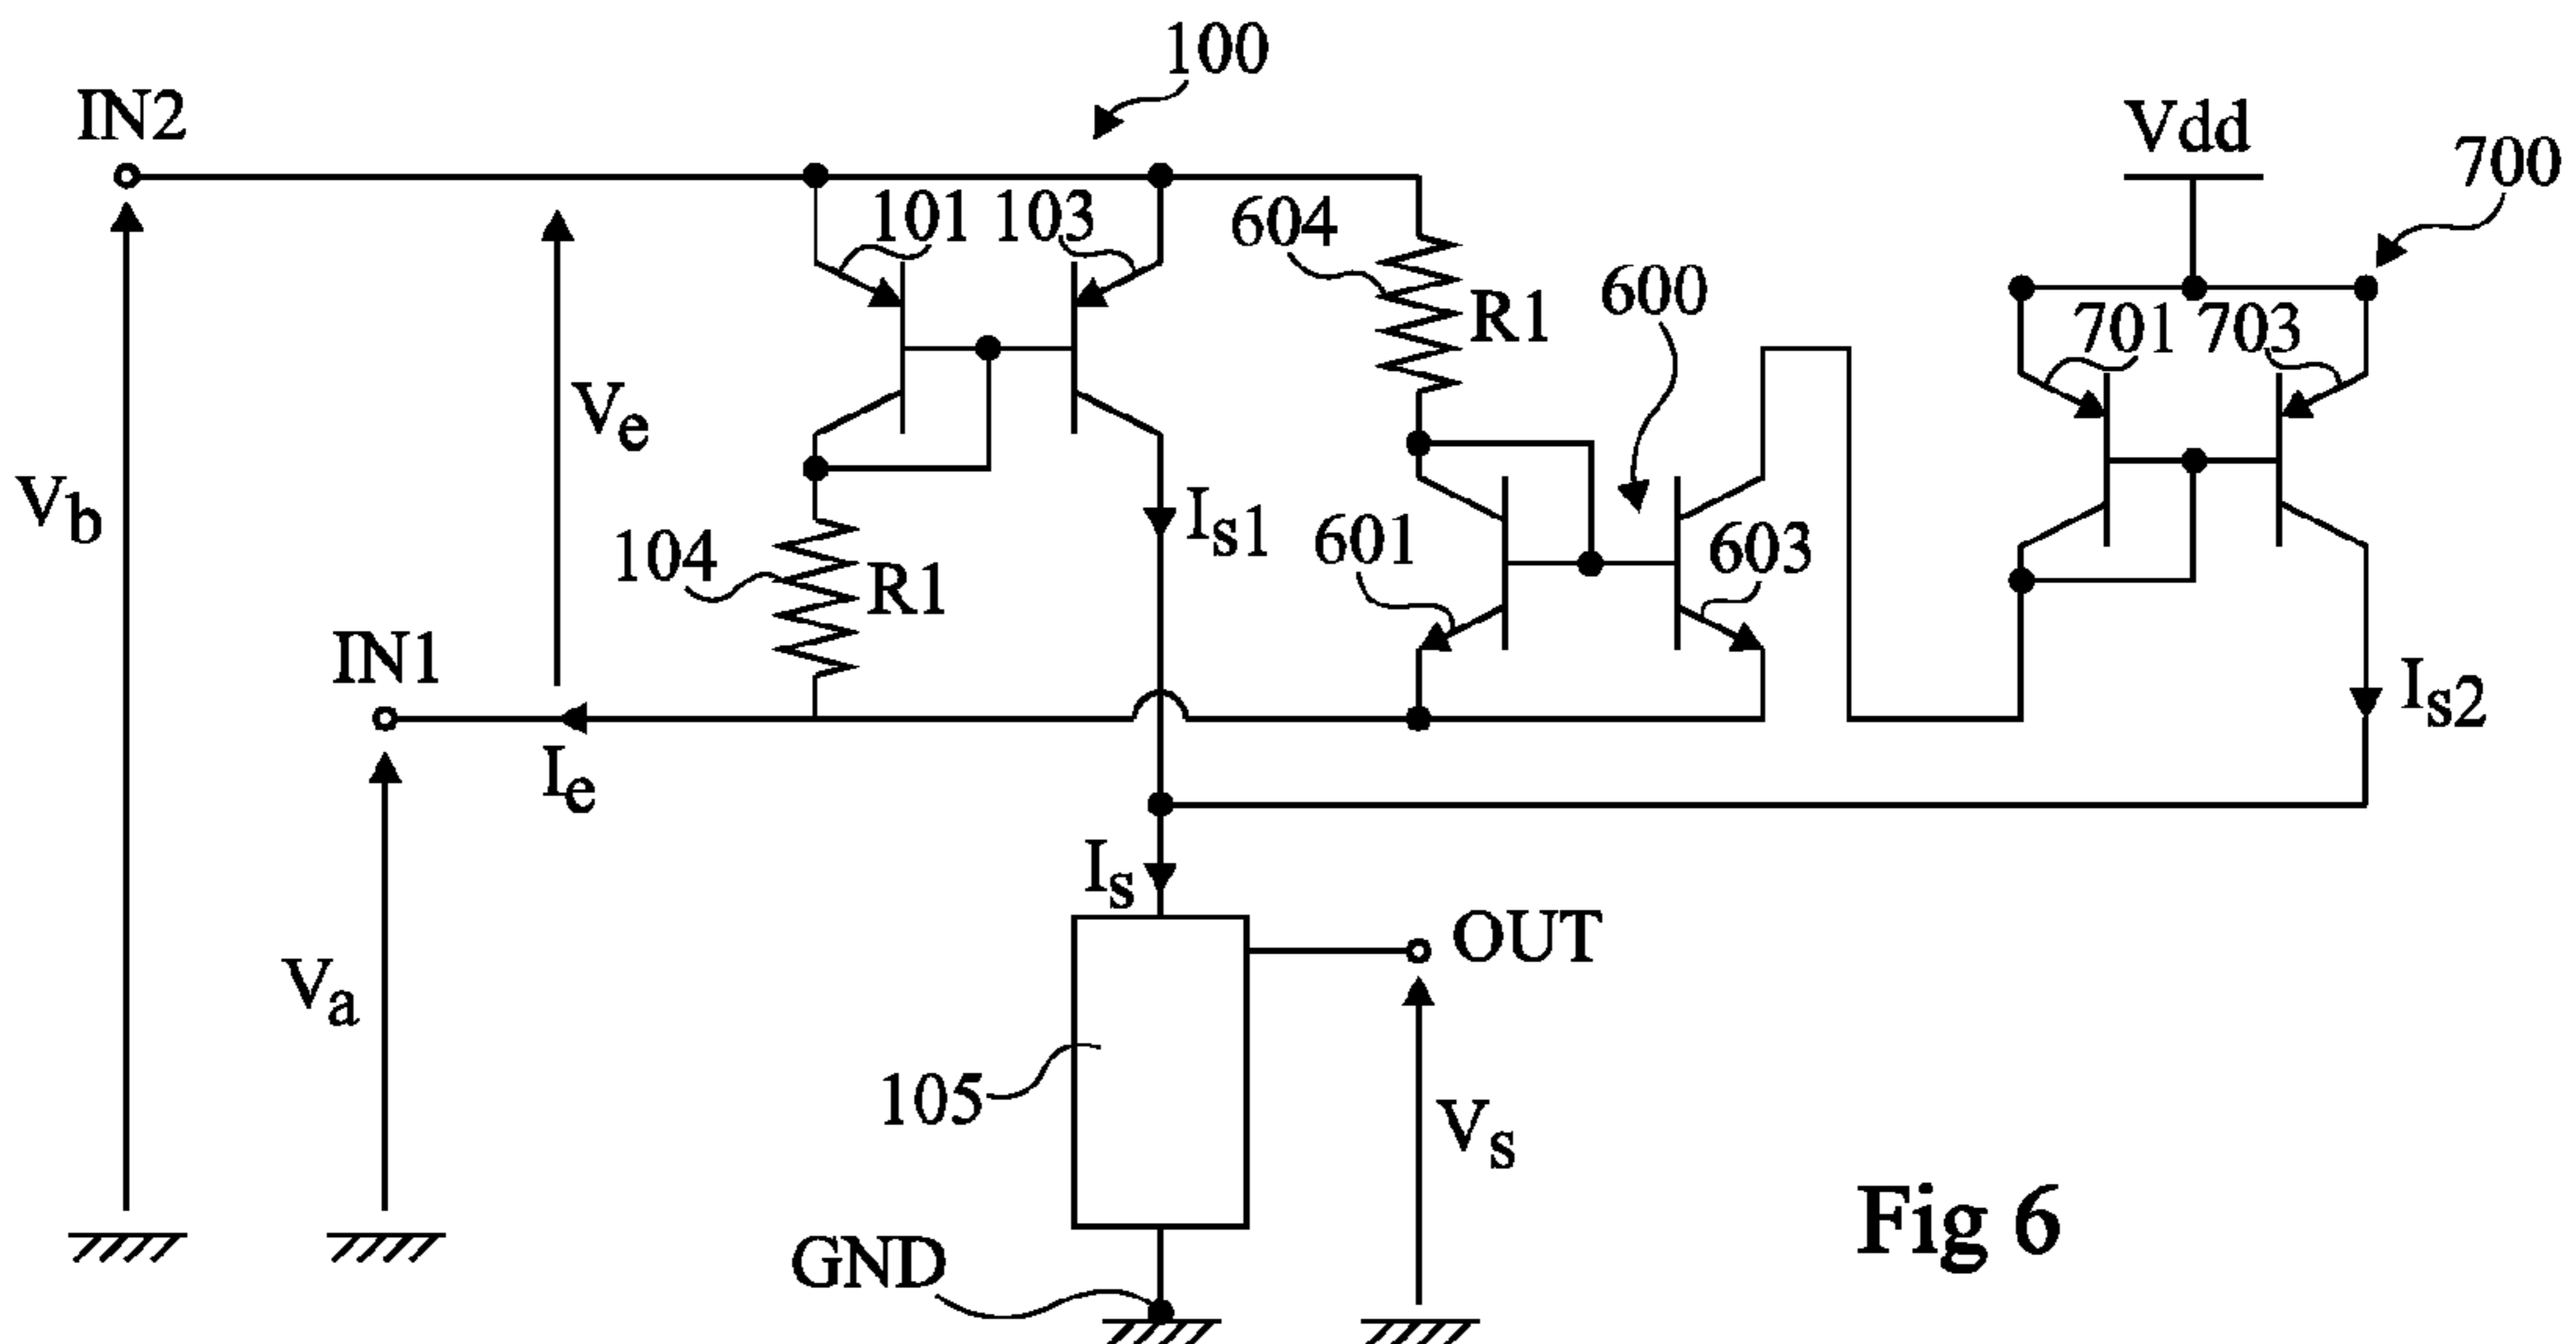 100
IN2
Vdd
700
101
103
604
600
R1
701
703
Ve
Vb
Is1
104
R1
601
603
IN1
Ie
Is2
Is
OUT
Va
105
Vs
GND
Fig 6